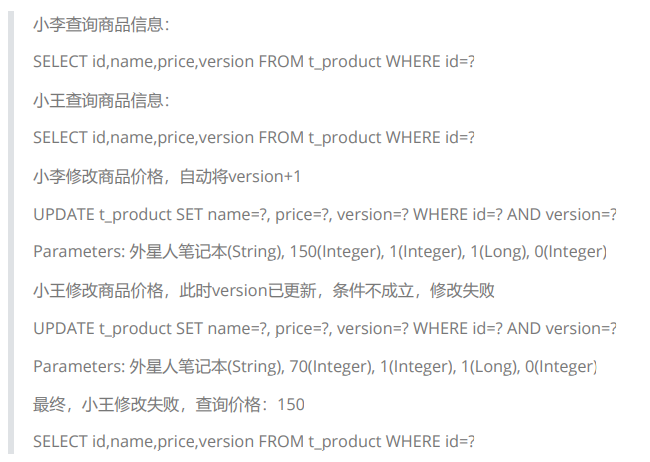 小李查询商品信息：
SELECT id,name,price,version FROM t_product WHERE id=?
小王查询商品信息：
SELECT id,name,price,version FROM t_product WHERE id=?
小李修改商品价格，自动将version+1
UPDATE t_product SET name=?, price=?, version=? WHERE id=? AND version=?
Parameters: 外星人笔记本(String), 150(Integer), 1(Integer), 1(Long), 0(Integer)
小王修改商品价格，此时version已更新，条件不成立，修改失败
UPDATE t_product SET name=?, price=?, version=? WHERE id=? AND version=?
Parameters: 外星人笔记本(String), 70(Integer), 1(Integer), 1(Long), 0(Integer)
最终，小王修改失败，查询价格：150
SELECT id,name,price,version FROM t_product WHERE id=?